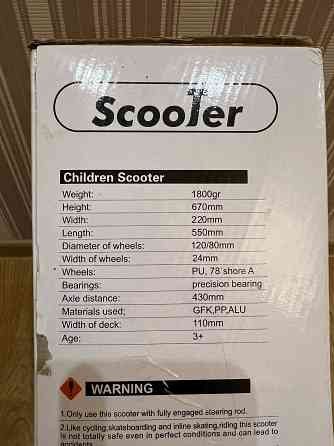 Scooter
Children Scooter
Weight: 1800gr
Height: 670mm
Width: 220mm
Length: 550mm
Diameter of wheels: 120/80mm
Width of wheels: 24mm
Wheels: PU, 78°shore A
Bearings: precision bearing
Axle distance: 430mm
Materials used; GFK,PP,ALU
Width of deck: 110mm
Age: 3+
WARNING
1.Only use this scooter with fully engaged steering rod.
2.Like cycling,skateboarding and inline skating,riding this scooter
is not totally safe even in perfect conditions and can lead to
accidents